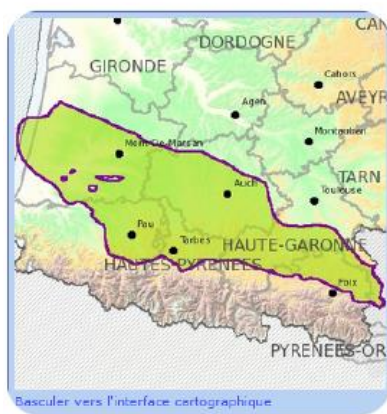 CAN
DORDOGNE
GIRONDE
Cahors
AVEYR
Agen
Montauban
Mont-De-Marsan
TARN
Auch
Toulouse
Pau
Tarbes
HAUTE-GARONNE
HAUTES-PYRENEES
Foix
PYRENEES-OR
Basculer vers l'interface cartographique